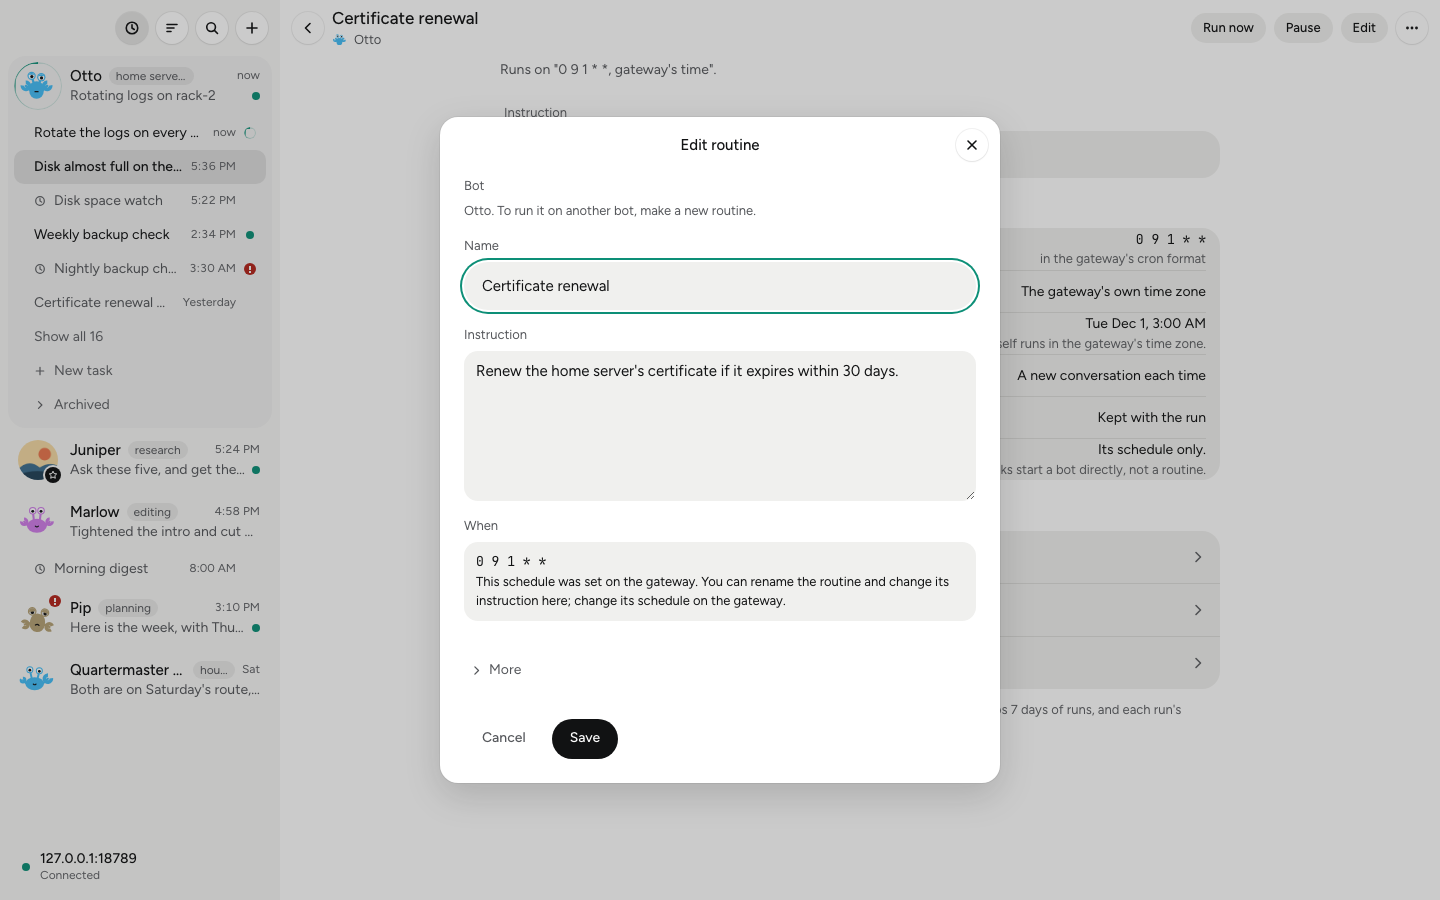 Otto home serve... now
Rotating logs on rack-2
Rotate the logs on every ... now
Disk almost full on the... 5:36 PM
Disk space watch 5:22 PM
Weekly backup check 2:34 PM
Nightly backup ch... 3:30 AM
Certificate renewal ... Yesterday
Show all 16
New task
Archived
Juniper research 5:24 PM
Ask these five, and get the...
Marlow editing 4:58 PM
Tightened the intro and cut ...
Morning digest 8:00 AM
Pip planning 3:10 PM
Here is the week, with Thu...
Quartermaster ... hou... Sat
Both are on Saturday's route,...
127.0.0.1:18789
Connected
Certificate renewal
Otto
Run now Pause Edit
Runs on "0 9 1 * *, gateway's time".
Instruction
Edit routine
Bot
Otto. To run it on another bot, make a new routine.
Name
Certificate renewal
Instruction
Renew the home server's certificate if it expires within 30 days.
When
0 9 1 * *
This schedule was set on the gateway. You can rename the routine and change its
instruction here; change its schedule on the gateway.
More
Cancel Save
0 9 1 * *
in the gateway's cron format
The gateway's own time zone
Tue Dec 1, 3:00 AM
runs in the gateway's time zone.
A new conversation each time
Kept with the run
Its schedule only.
start a bot directly, not a routine.
7 days of runs, and each run's